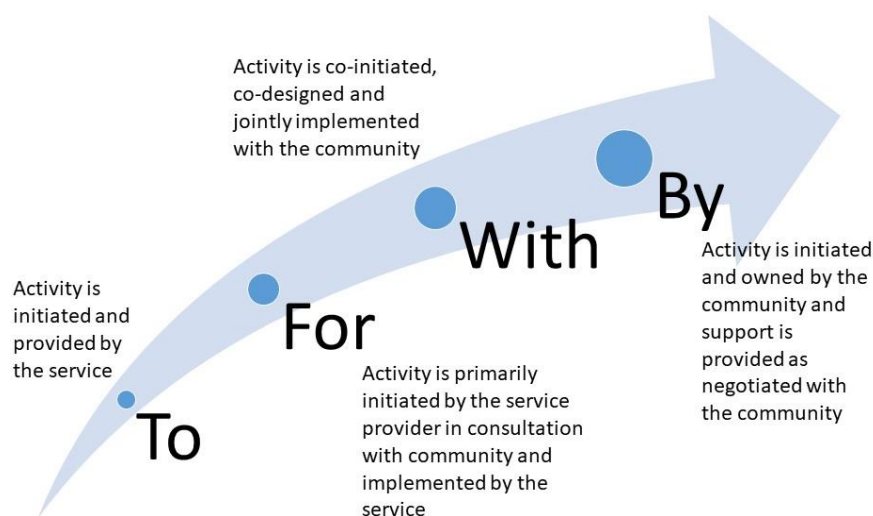 Activity is
initiated and
provided by
the service
To
For
Activity is primarily
initiated by the service
provider in consultation
with community and
implemented by the
service
Activity is co-initiated,
co-designed and
jointly implemented
with the community
With
By
Activity is initiated
and owned by the
community and
support is
provided as
negotiated with
the community